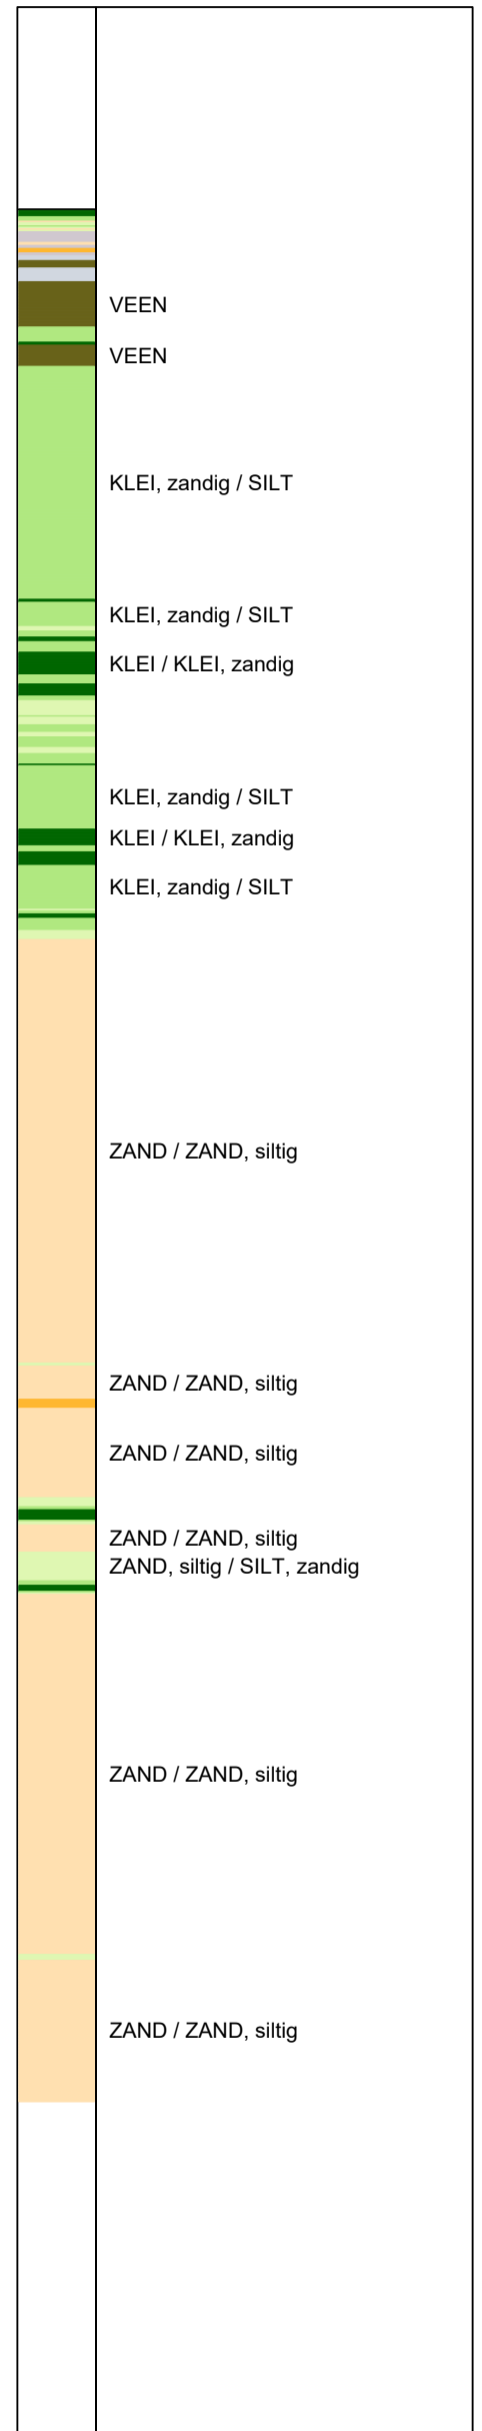 VEEN
VEEN
KLEI, zandig / SILT
KLEI, zandig / SILT
KLEI / KLEI, zandig
KLEI, zandig / SILT
KLEI / KLEI, zandig
KLEI, zandig / SILT
ZAND / ZAND, siltig
ZAND / ZAND, siltig
ZAND / ZAND, siltig
ZAND / ZAND, siltig
ZAND, siltig / SILT, zandig
ZAND / ZAND, siltig
ZAND / ZAND, siltig